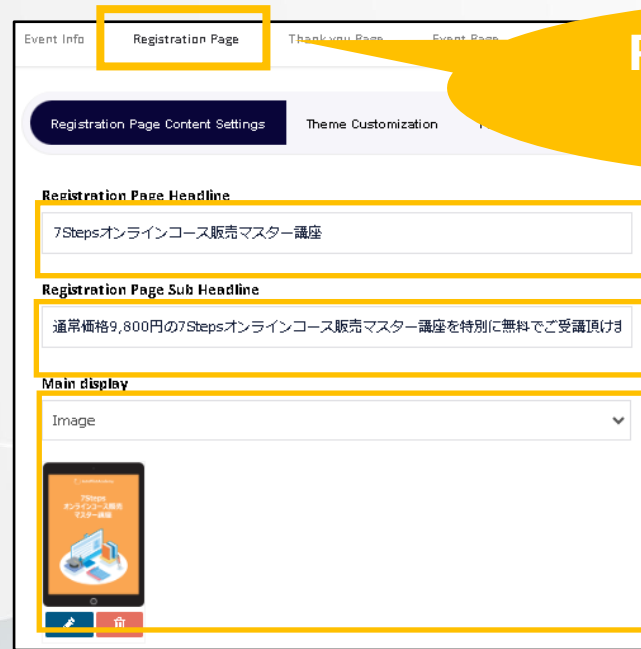 Event Info Registration Page Thank you Page Event Page
Registration Page Content Settings Theme Customization
Registration Page Headline
7Stepsオンラインコース販売マスター講座
Registration Page Sub Headline
通常価格9,800円の7Stepsオンラインコース販売マスター講座を特別に無料でご受講頂けま
Main display
Image
7Steps
オンラインコース販売
マスター講座